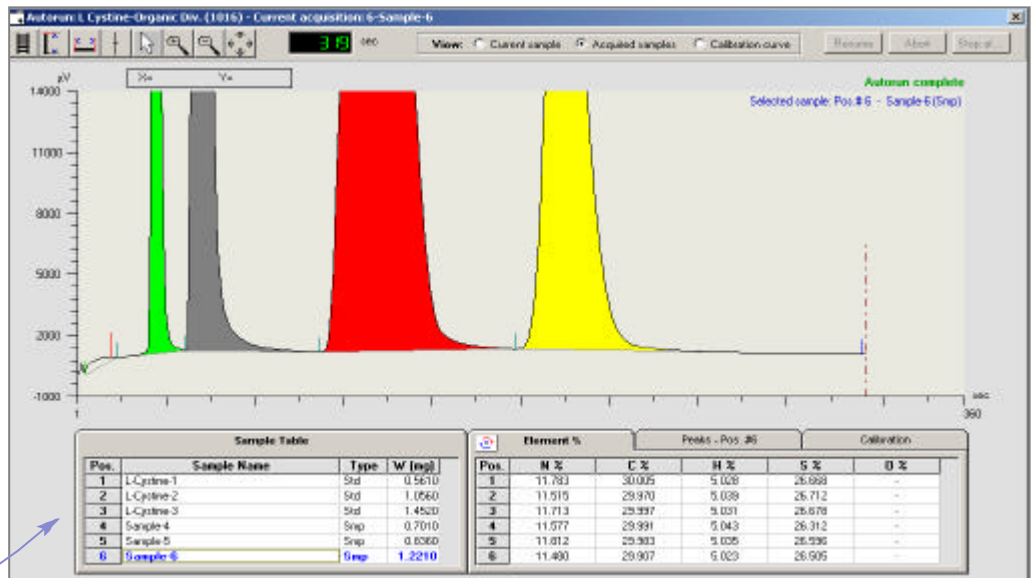 Autorun: L Cystine-Organic Div. (1016) - Current acquisition: 6-Sample-6
319 sec View: Current sample Acquired samples Calibration curve Resume Abort Stop at...
µV X= Y= Autorun complete
14000 Selected sample: Pos.# 6 - Sample-6 (Smp)
11000
8000
5000
2000
-1000
1 360
sec
Sample Table
Pos. Sample Name Type W (mg)
1 L-Cystine-1 Std 0.5610
2 L-Cystine-2 Std 1.0560
3 L-Cystine-3 Std 1.4520
4 Sample-4 Smp 0.7010
5 Sample-5 Smp 0.8360
6 Sample-6 Smp 1.2210
Element % Peaks - Pos. #6 Calibration
Pos. N % C % H % S % O %
1 11.783 30.005 5.028 26.668 -
2 11.515 29.970 5.039 26.712 -
3 11.713 29.997 5.031 26.678 -
4 11.577 29.991 5.043 26.312 -
5 11.612 29.983 5.035 26.596 -
6 11.480 29.907 5.023 26.505 -